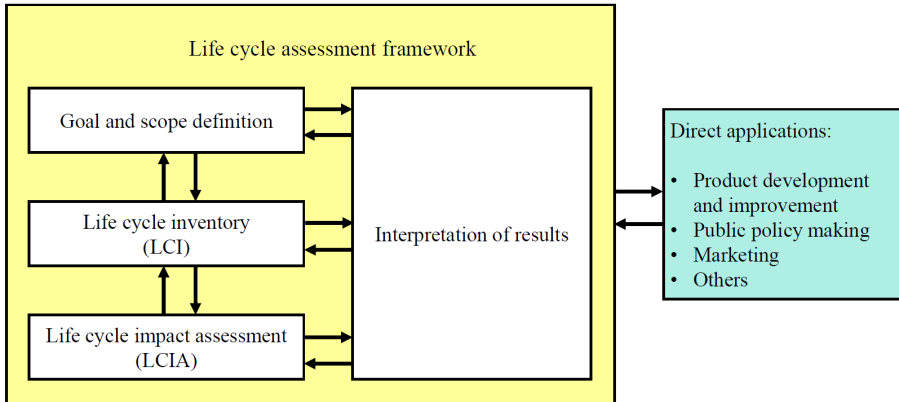 Life cycle assessment framework
Goal and scope definition
Life cycle inventory
(LCI)
Life cycle impact assessment
(LCIA)
Interpretation of results
Direct applications:
• Product development
and improvement
• Public policy making
• Marketing
• Others